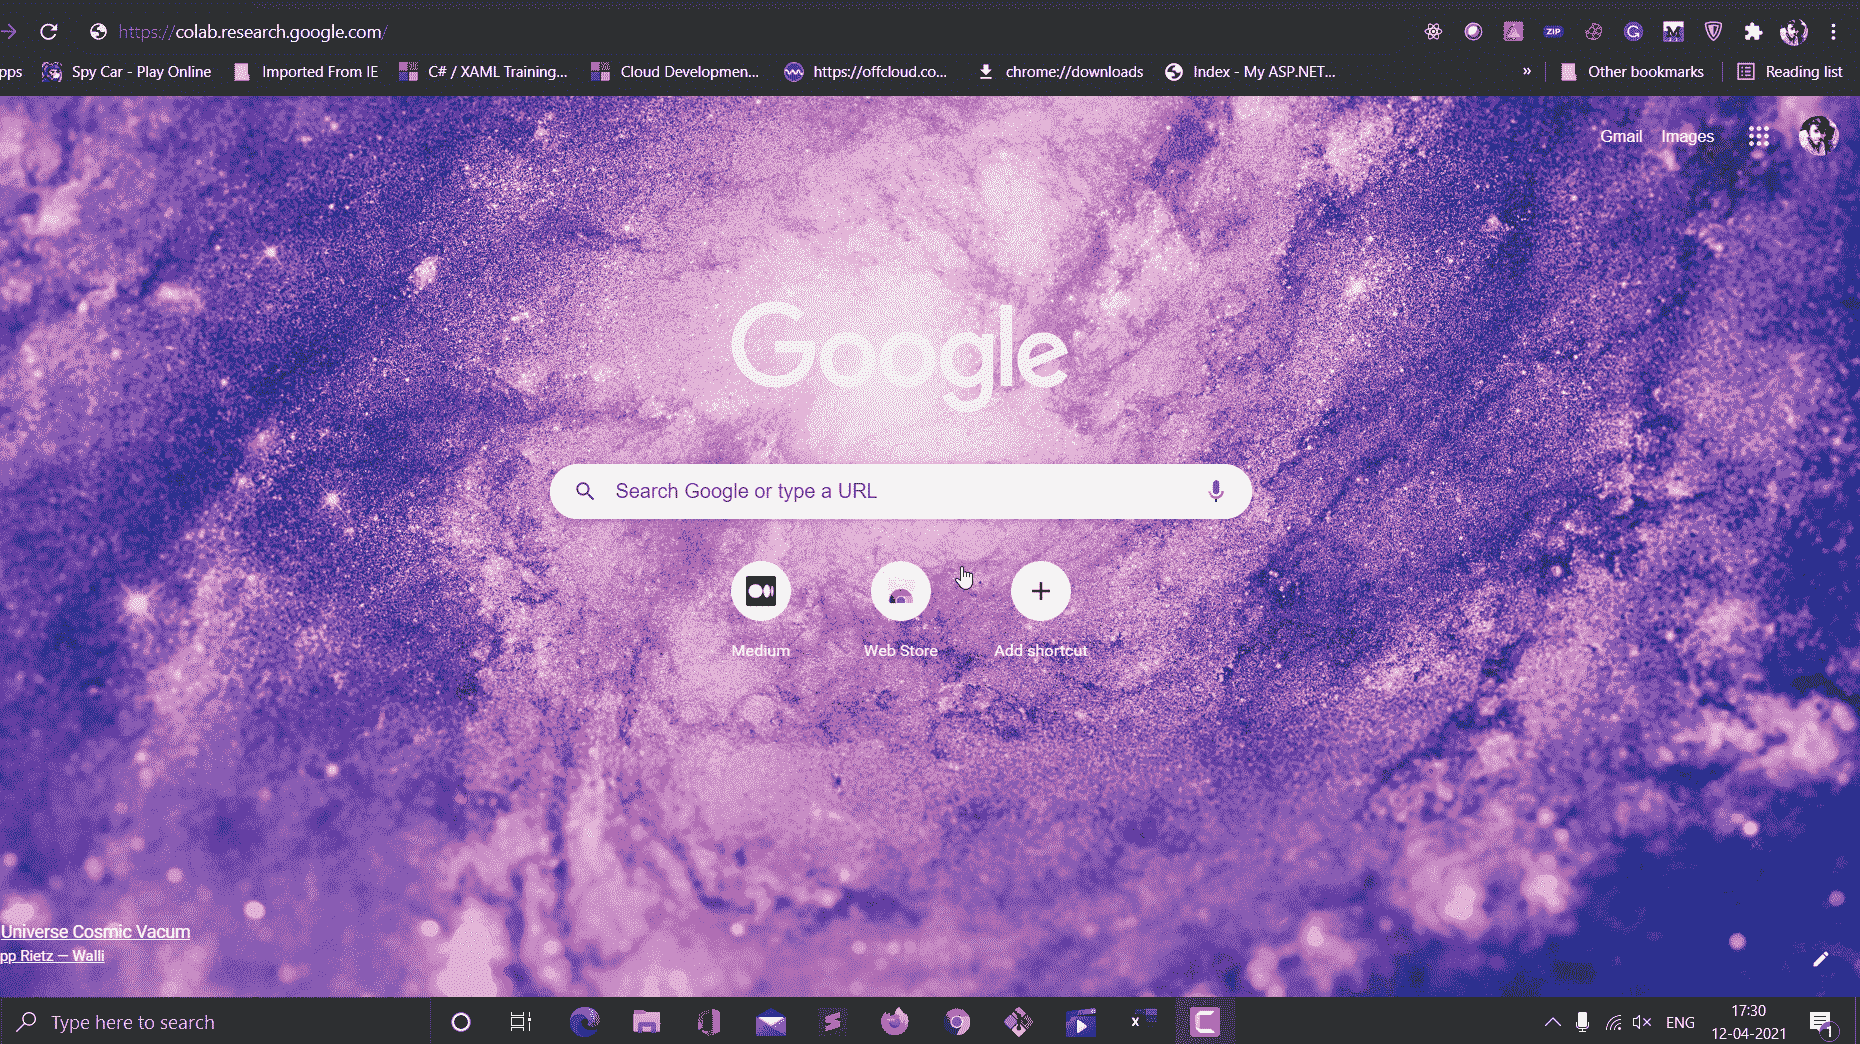 https://colab.research.google.com/
ZIP
G
M
pps
Spy Car - Play Online
Imported From IE
C# / XAML Training...
Cloud Developmen...
https://offcloud.co...
chrome://downloads
Index - My ASP.NET...
»
Other bookmarks
Reading list
Gmail
Images
Google
Search Google or type a URL
Medium
Web Store
Add shortcut
Universe Cosmic Vacum
pp Rietz — Walli
Type here to search
ENG
17:30
12-04-2021
1